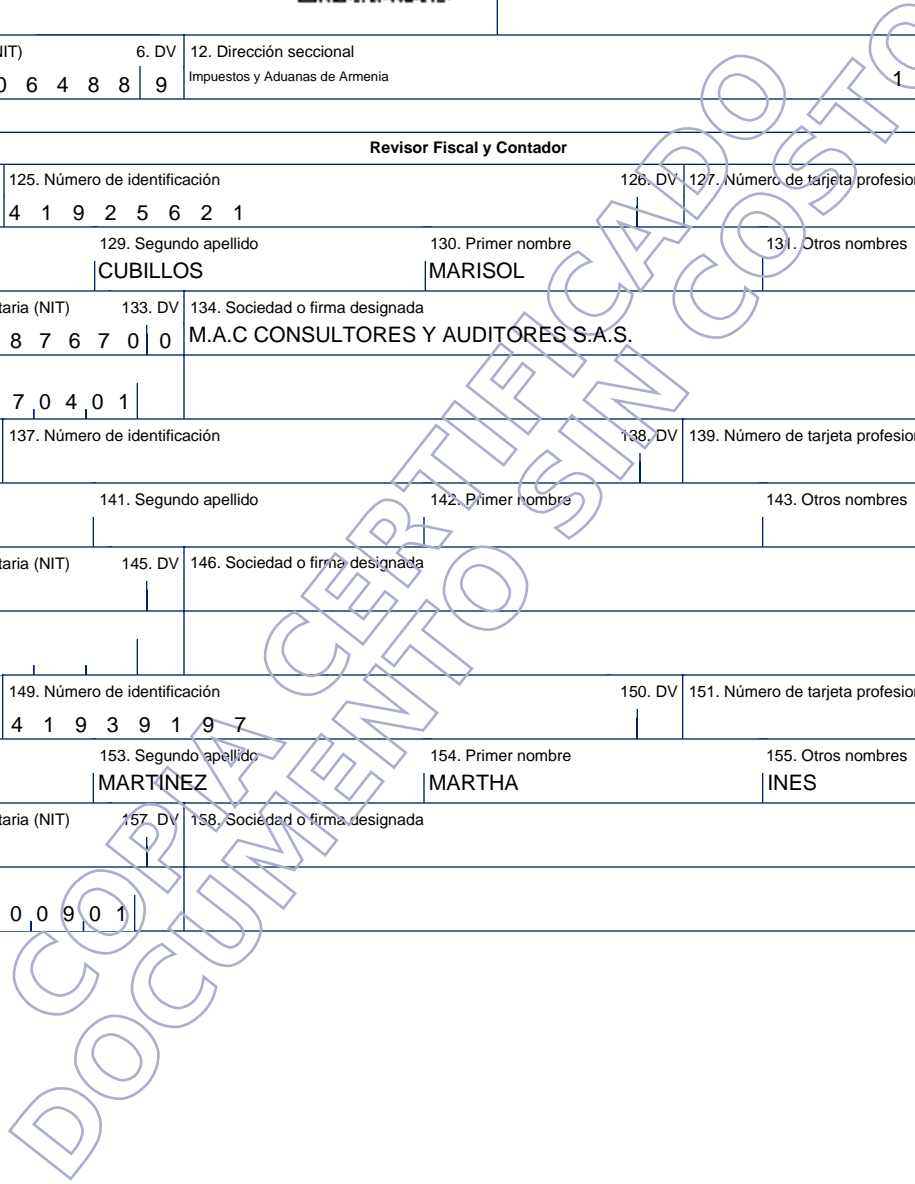 IT) 6. DV 12. Dirección seccional
0 6 4 8 8 9 Impuestos y Aduanas de Armenia 1
Revisor Fiscal y Contador
125. Número de identificación 126. DV 127. Número de tarjeta profesion
4 1 9 2 5 6 2 1
129. Segundo apellido 130. Primer nombre 131. Otros nombres
CUBILLOS MARISOL
taria (NIT) 133. DV 134. Sociedad o firma designada
8 7 6 7 0 0 M.A.C CONSULTORES Y AUDITORES S.A.S.
7 0 4 0 1
137. Número de identificación 138. DV 139. Número de tarjeta profesion
141. Segundo apellido 142. Primer nombre 143. Otros nombres
taria (NIT) 145. DV 146. Sociedad o firma designada
149. Número de identificación 150. DV 151. Número de tarjeta profesion
4 1 9 3 9 1 9 7
153. Segundo apellido 154. Primer nombre 155. Otros nombres
MARTINEZ MARTHA INES
taria (NIT) 157. DV 158. Sociedad o firma designada
0 0 9 0 1
COPIA CERTIFICADO
DOCUMENTO SIN COSTO